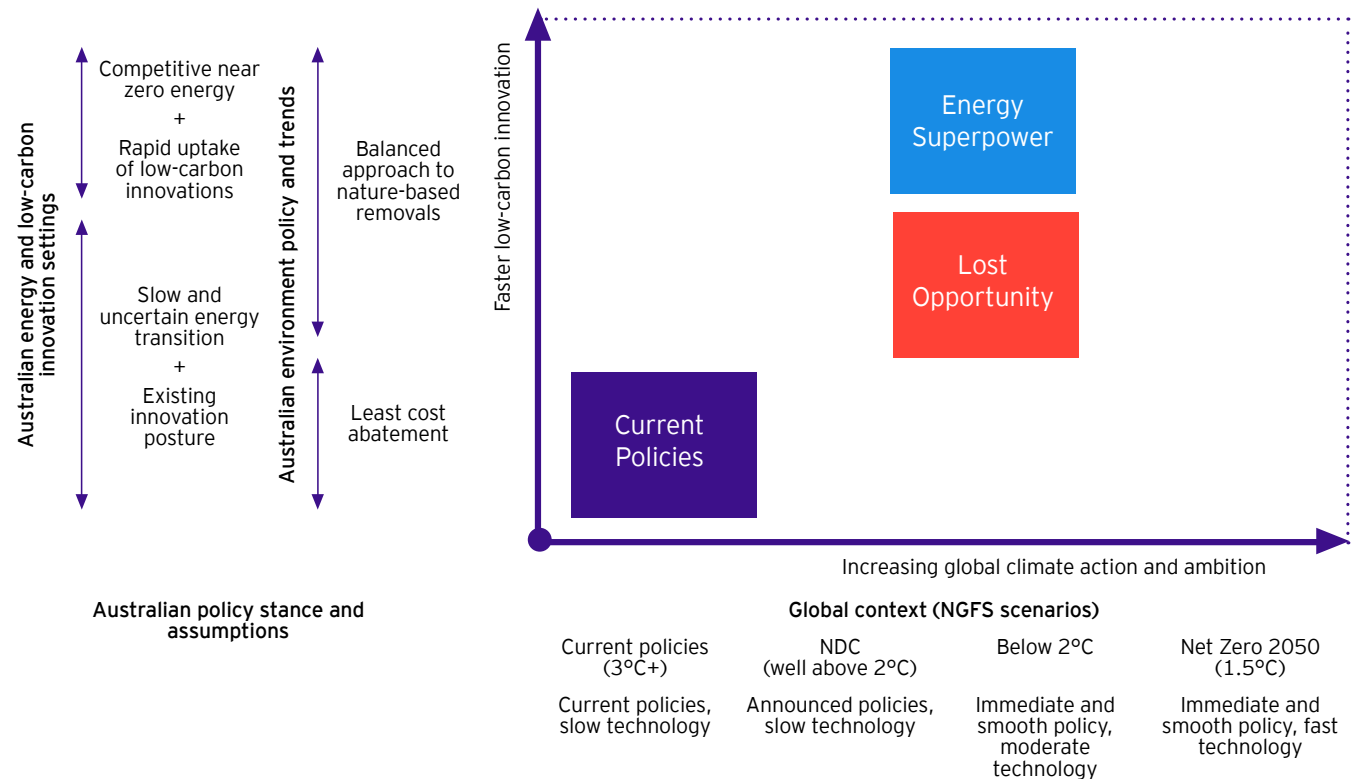 Australian energy and low-carbon
innovation settings
Competitive near
zero energy
+
Rapid uptake
of low-carbon
innovations
Slow and
uncertain energy
transition
+
Existing
innovation
posture
Australian environment policy and trends
Balanced
approach to
nature-based
removals
Least cost
abatement
Australian policy stance and
assumptions
Faster low-carbon innovation
Energy
Superpower
Lost
Opportunity
Current
Policies
Increasing global climate action and ambition
Global context (NGFS scenarios)
Current policies
(3°C+)
Current policies,
slow technology
NDC
(well above 2°C)
Announced policies,
slow technology
Below 2°C
Immediate and
smooth policy,
moderate
technology
Net Zero 2050
(1.5°C)
Immediate and
smooth policy, fast
technology